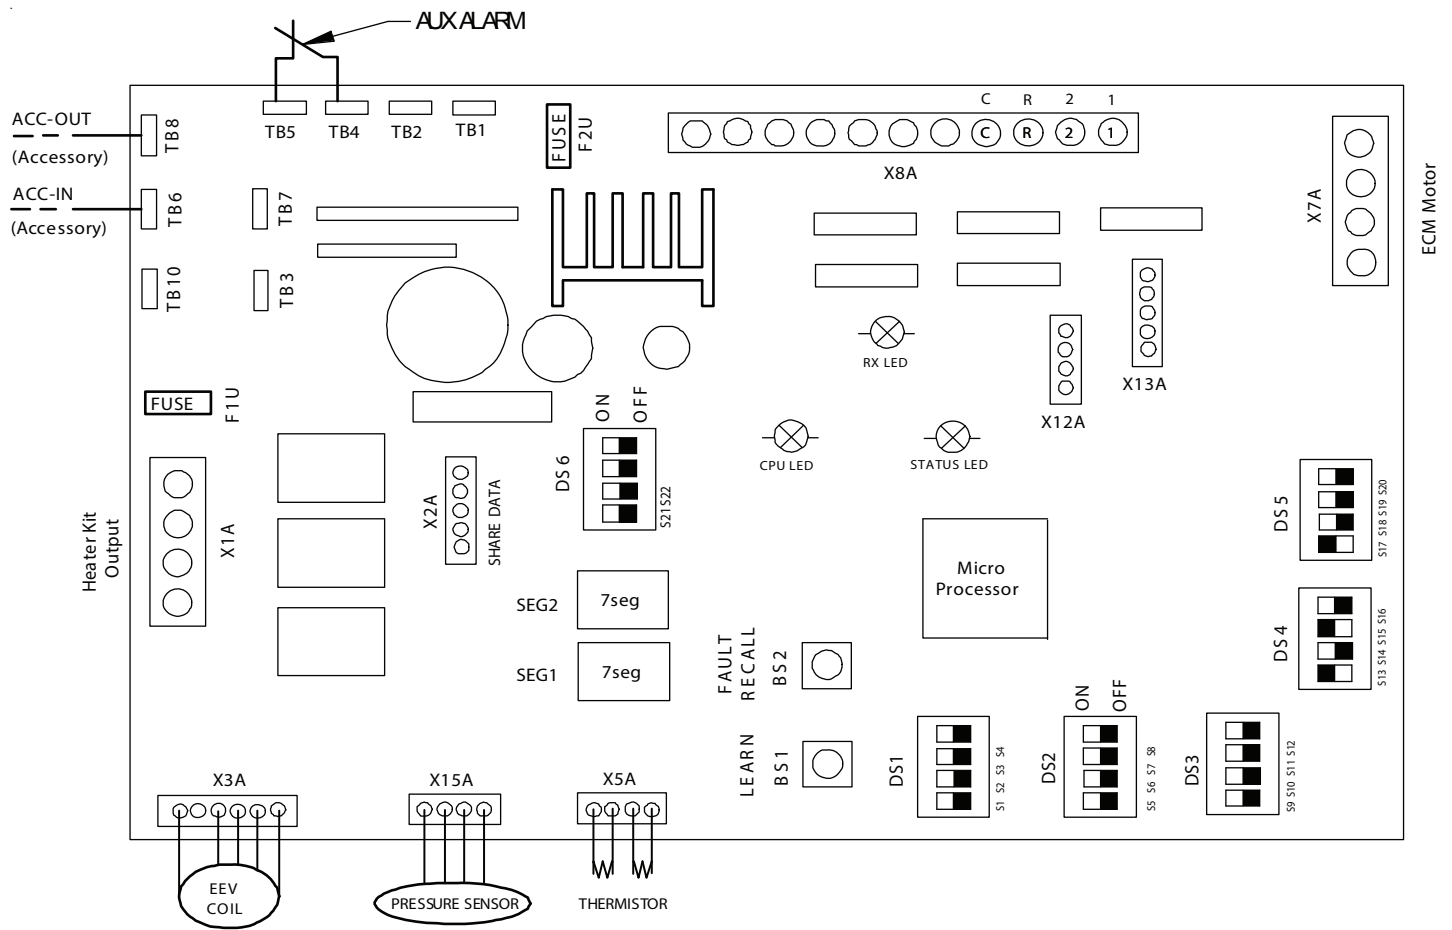 AUX ALARM
ACC-OUT
(Accessory)
ACC-IN
(Accessory)
TB8
TB6
TB10
TB5
TB4
TB2
TB1
TB7
TB3
FUSE
F2U
C
R
2
1
C
R
2
1
X8A
X7A
ECM Motor
RX LED
X13A
X12A
CPU LED
STATUS LED
FUSE
F1U
Heater Kit
Output
X1A
X2A
SHARE DATA
ON
OFF
DS6
S21 S22
SEG2
7seg
SEG1
7seg
Micro
Processor
FAULT
RECALL
BS2
LEARN
BS1
DS5
S17 S18 S19 S20
DS4
S13 S14 S15 S16
DS1
S1 S2 S3 S4
ON
OFF
DS2
S5 S6 S7 S8
DS3
S9 S10 S11 S12
X3A
X15A
X5A
EEV
COIL
PRESSURE SENSOR
THERMISTOR